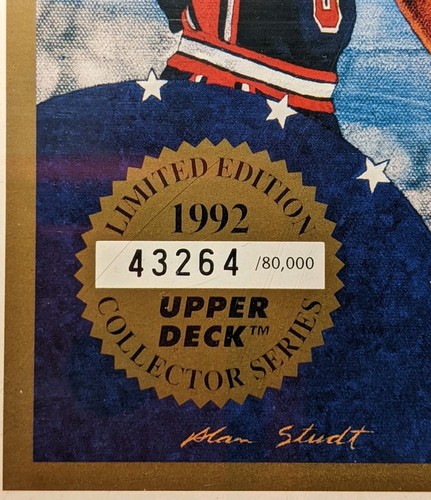 LIMITED EDITION
1992
43264 /80,000
UPPER
DECK™
COLLECTOR SERIES
Alan Studt